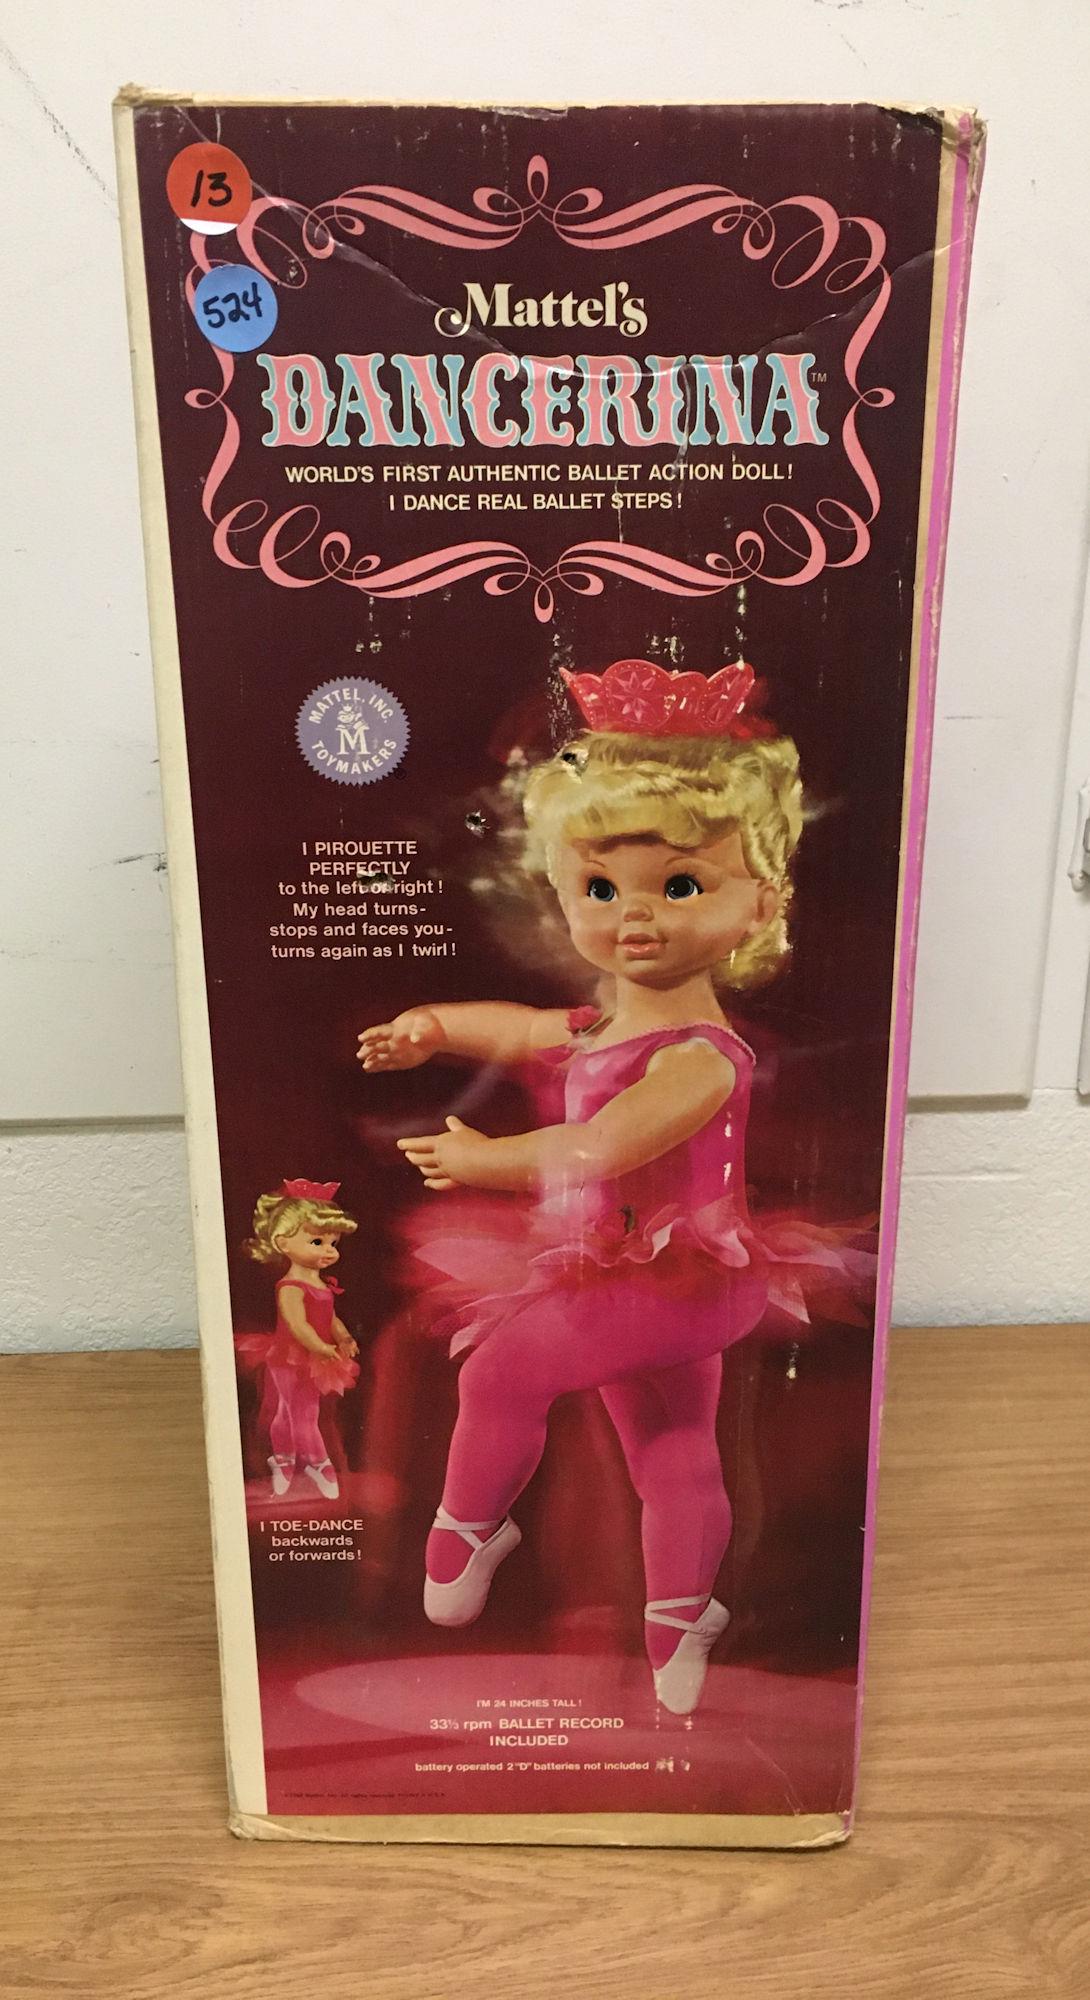 13
524
Mattel's
DANCERINA™
WORLD'S FIRST AUTHENTIC BALLET ACTION DOLL!
I DANCE REAL BALLET STEPS!
MATTEL, INC.
M
TOYMAKERS
I PIROUETTE
PERFECTLY
to the left or right!
My head turns-
stops and faces you-
turns again as I twirl!
I TOE-DANCE
backwards
or forwards!
I'M 24 INCHES TALL!
33⅓ rpm BALLET RECORD
INCLUDED
battery operated 2 "D" batteries not included